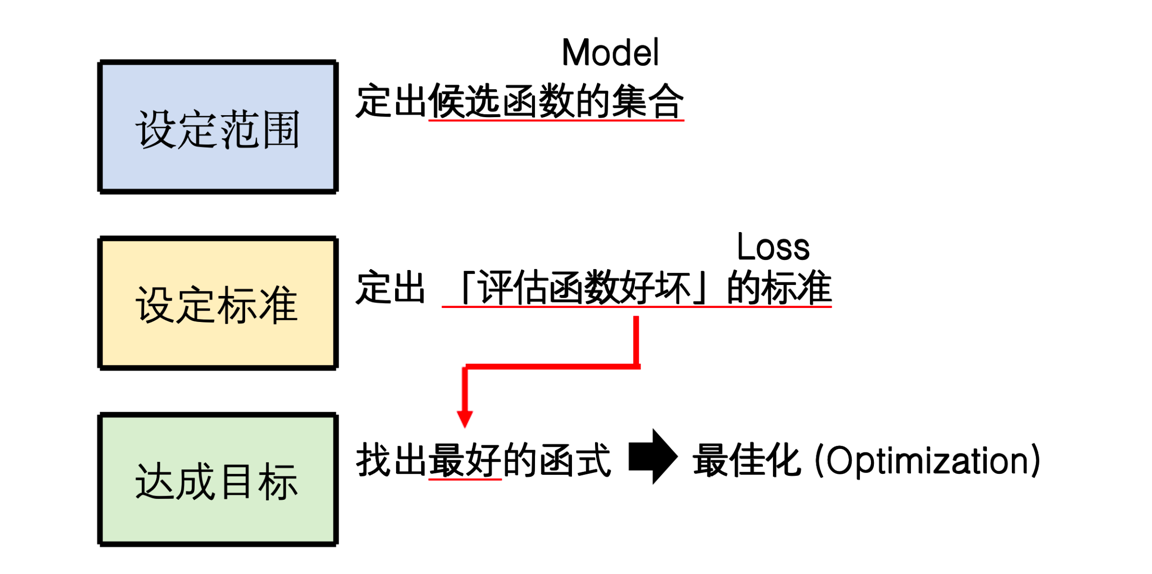 Model
设定范围
定出候选函数的集合
Loss
设定标准
定出「评估函数好坏」的标准
达成目标
找出最好的函式 最佳化 (Optimization)